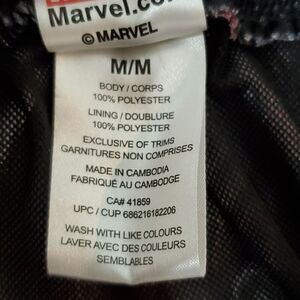 Marvel.co
© MARVEL
M/M
BODY / CORPS
100% POLYESTER
LINING / DOUBLURE
100% POLYESTER
EXCLUSIVE OF TRIMS
GARNITURES NON COMPRISES
MADE IN CAMBODIA
FABRIQUÉ AU CAMBODGE
CA# 41859
UPC / CUP 686216182206
WASH WITH LIKE COLOURS
LAVER AVEC DES COULEURS
SEMBLABLES